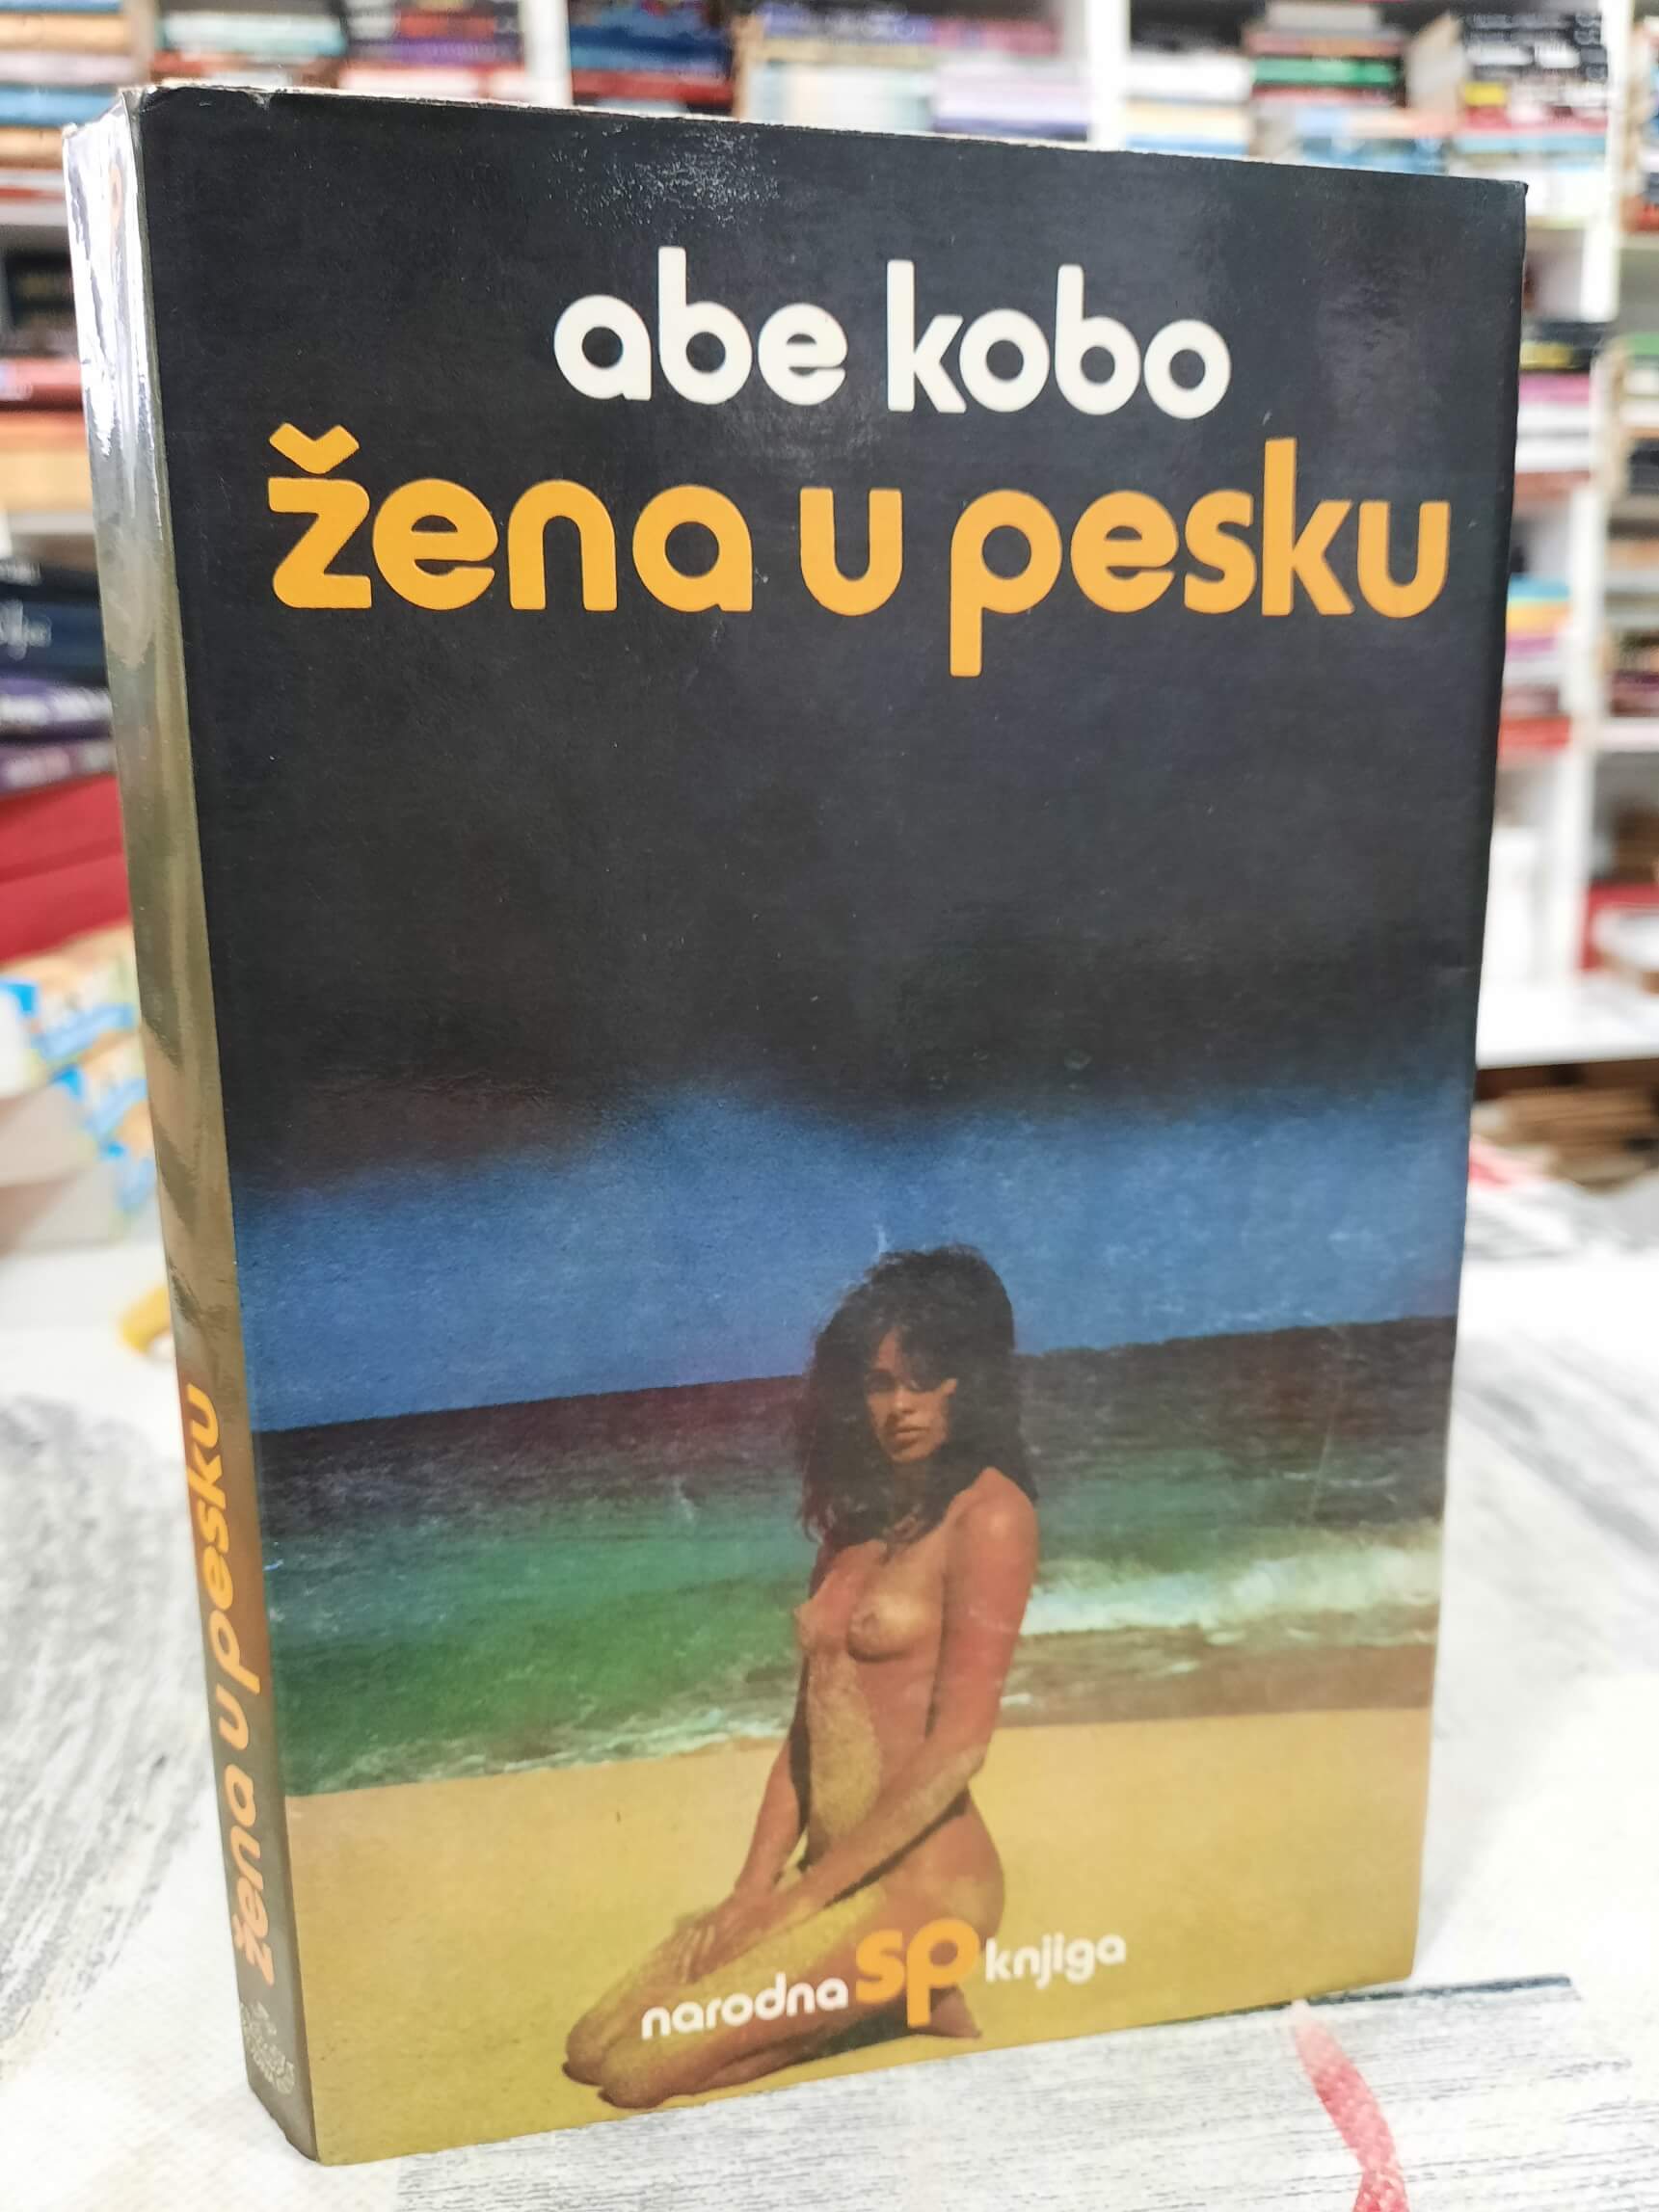 abe kobo
žena u pesku
narodna sp knjiga
žena u pesku